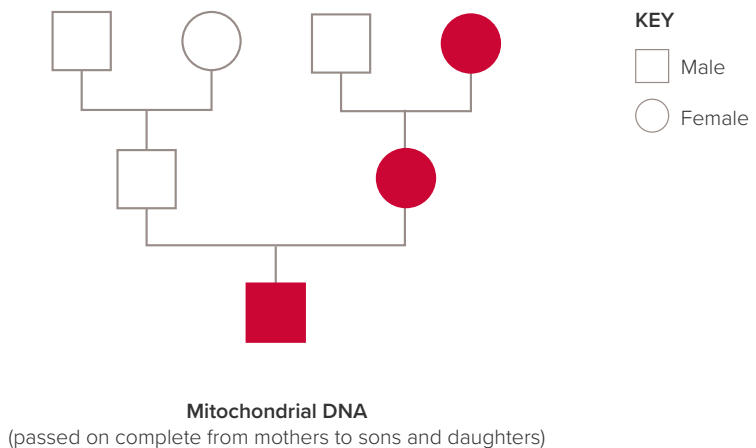 KEY
Male
Female
Mitochondrial DNA
(passed on complete from mothers to sons and daughters)